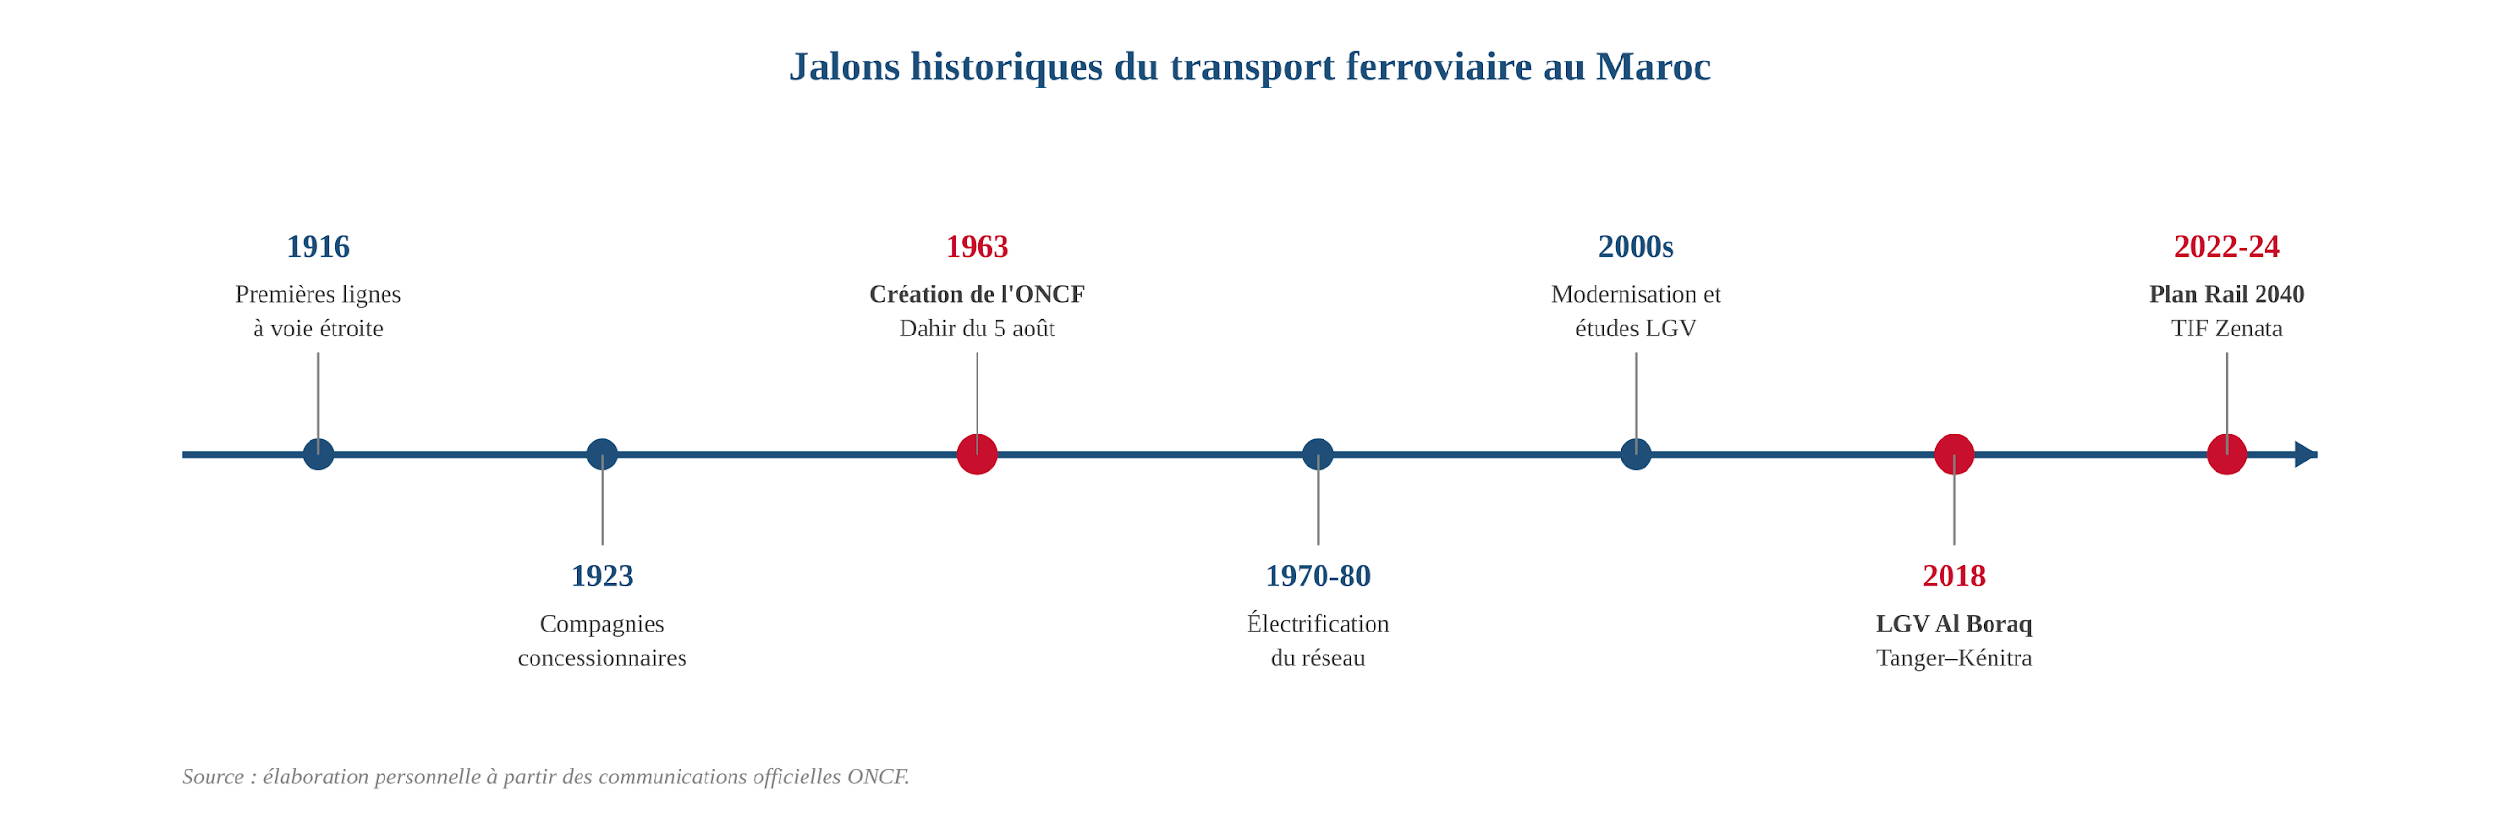 Jalons historiques du transport ferroviaire au Maroc
1916
Premières lignes
à voie étroite
1923
Compagnies
concessionnaires
1963
Création de l'ONCF
Dahir du 5 août
1970-80
Électrification
du réseau
2000s
Modernisation et
études LGV
2018
LGV Al Boraq
Tanger–Kénitra
2022-24
Plan Rail 2040
TIF Zenata
Source : élaboration personnelle à partir des communications officielles ONCF.